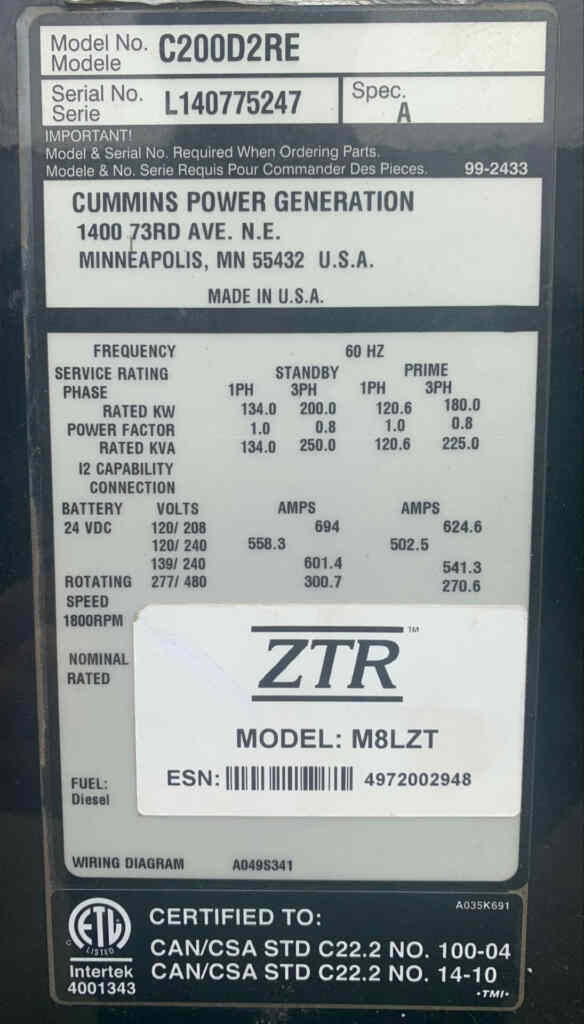 Model No. C200D2RE
Modele
Serial No. L140775247 Spec. A
Serie
IMPORTANT!
Model & Serial No. Required When Ordering Parts.
Modele & No. Serie Requis Pour Commander Des Pieces. 99-2433
CUMMINS POWER GENERATION
1400 73RD AVE. N.E.
MINNEAPOLIS, MN 55432 U.S.A.
MADE IN U.S.A.
FREQUENCY 60 HZ
SERVICE RATING STANDBY PRIME
PHASE 1PH 3PH 1PH 3PH
RATED KW 134.0 200.0 120.6 180.0
POWER FACTOR 1.0 0.8 1.0 0.8
RATED KVA 134.0 250.0 120.6 225.0
I2 CAPABILITY
CONNECTION
BATTERY VOLTS AMPS AMPS
24 VDC 120/ 208 694 624.6
120/ 240 558.3 502.5
139/ 240 601.4 541.3
ROTATING 277/ 480 300.7 270.6
SPEED
1800RPM
ZTR™
NOMINAL
RATED
MODEL: M8LZT
ESN: 4972002948
FUEL:
Diesel
WIRING DIAGRAM A049S341
A035K691
ETL
C LISTED
Intertek
4001343
CERTIFIED TO:
CAN/CSA STD C22.2 NO. 100-04
CAN/CSA STD C22.2 NO. 14-10
•TMI•